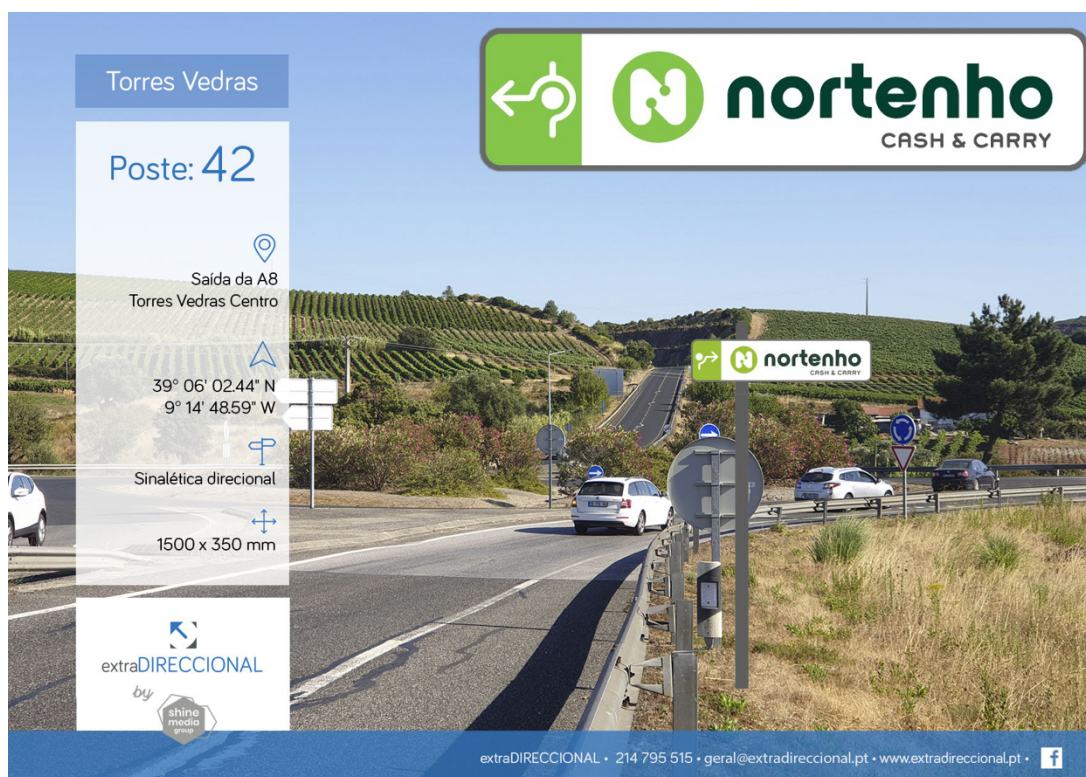 Torres Vedras
Poste: 42
Saída da A8
Torres Vedras Centro
39° 06' 02.44" N
9° 14' 48.59" W
Sinalética direcional
1500 x 350 mm
extraDIRECCIONAL
by
shine
media
group
nortenho
CASH & CARRY
nortenho
CASH & CARRY
extraDIRECCIONAL • 214 795 515 • geral@extradireccional.pt • www.extradireccional.pt •